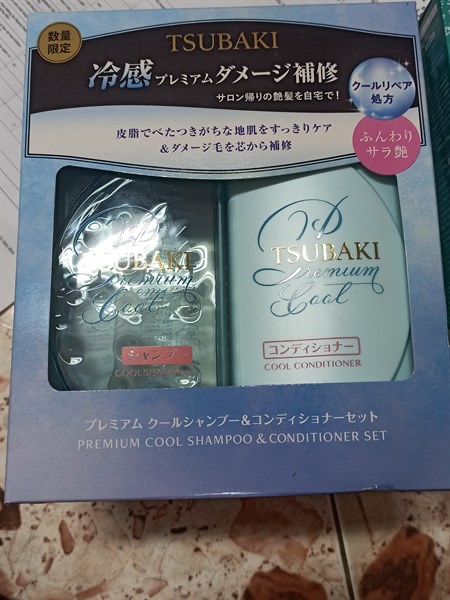 数量
限定
TSUBAKI
冷感プレミアムダメージ補修
サロン帰りの艶髪を自宅で!
クールリペア
処方
皮脂でべたつきがちな地肌をすっきりケア
&ダメージ毛を芯から補修
ふんわり
サラ艶
TSUBAKI
Premium
Cool
シャンプー
COOL SHAMPOO
TSUBAKI
Premium
Cool
コンディショナー
COOL CONDITIONER
プレミアム クールシャンプー&コンディショナーセット
PREMIUM COOL SHAMPOO & CONDITIONER SET